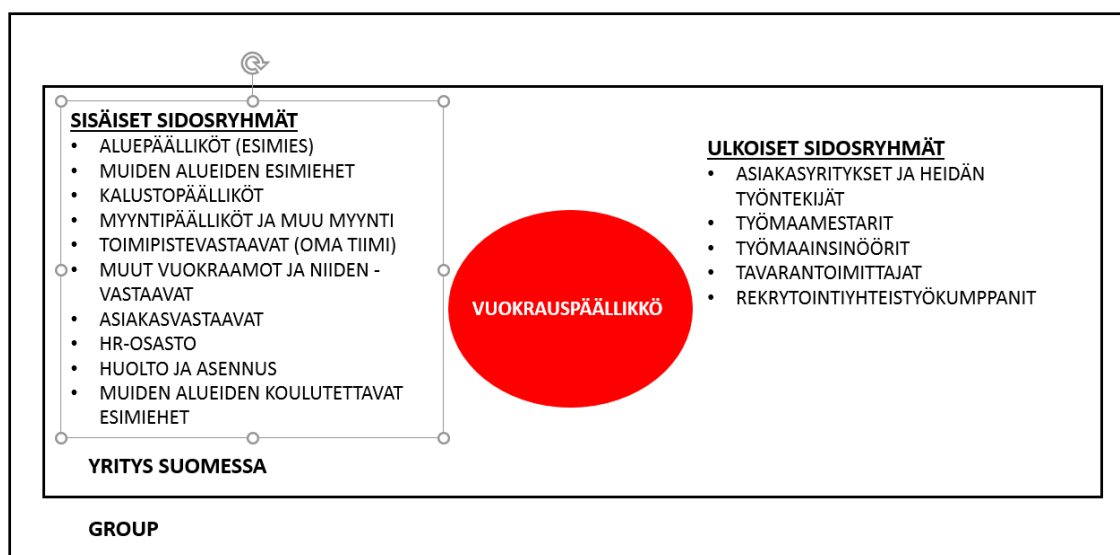 SISÄISET SIDOSRYHMÄT
• ALUEPÄÄLLIKÖT (ESIMIES)
• MUIDEN ALUEIDEN ESIMIEHET
• KALUSTOPÄÄLLIKÖT
• MYYNTIPÄÄLLIKÖT JA MUU MYYNTI
• TOIMIPISTEVASTAAVAT (OMA TIIMI)
• MUUT VUOKRAAMOT JA NIIDEN -
VASTAAVAT
• ASIAKASVASTAAVAT
• HR-OSASTO
• HUOLTO JA ASENNUS
• MUIDEN ALUEIDEN KOULUTETTAVAT
ESIMIEHET
VUOKRAUSPÄÄLLIKKÖ
ULKOISET SIDOSRYHMÄT
• ASIAKASYRITYKSET JA HEIDÄN
TYÖNTEKIJÄT
• TYÖMAAMESTARIT
• TYÖMAAINSINÖÖRIT
• TAVARANTOIMITTAJAT
• REKRYTOINTIYHTEISTYÖKUMPPANIT
YRITYS SUOMESSA
GROUP